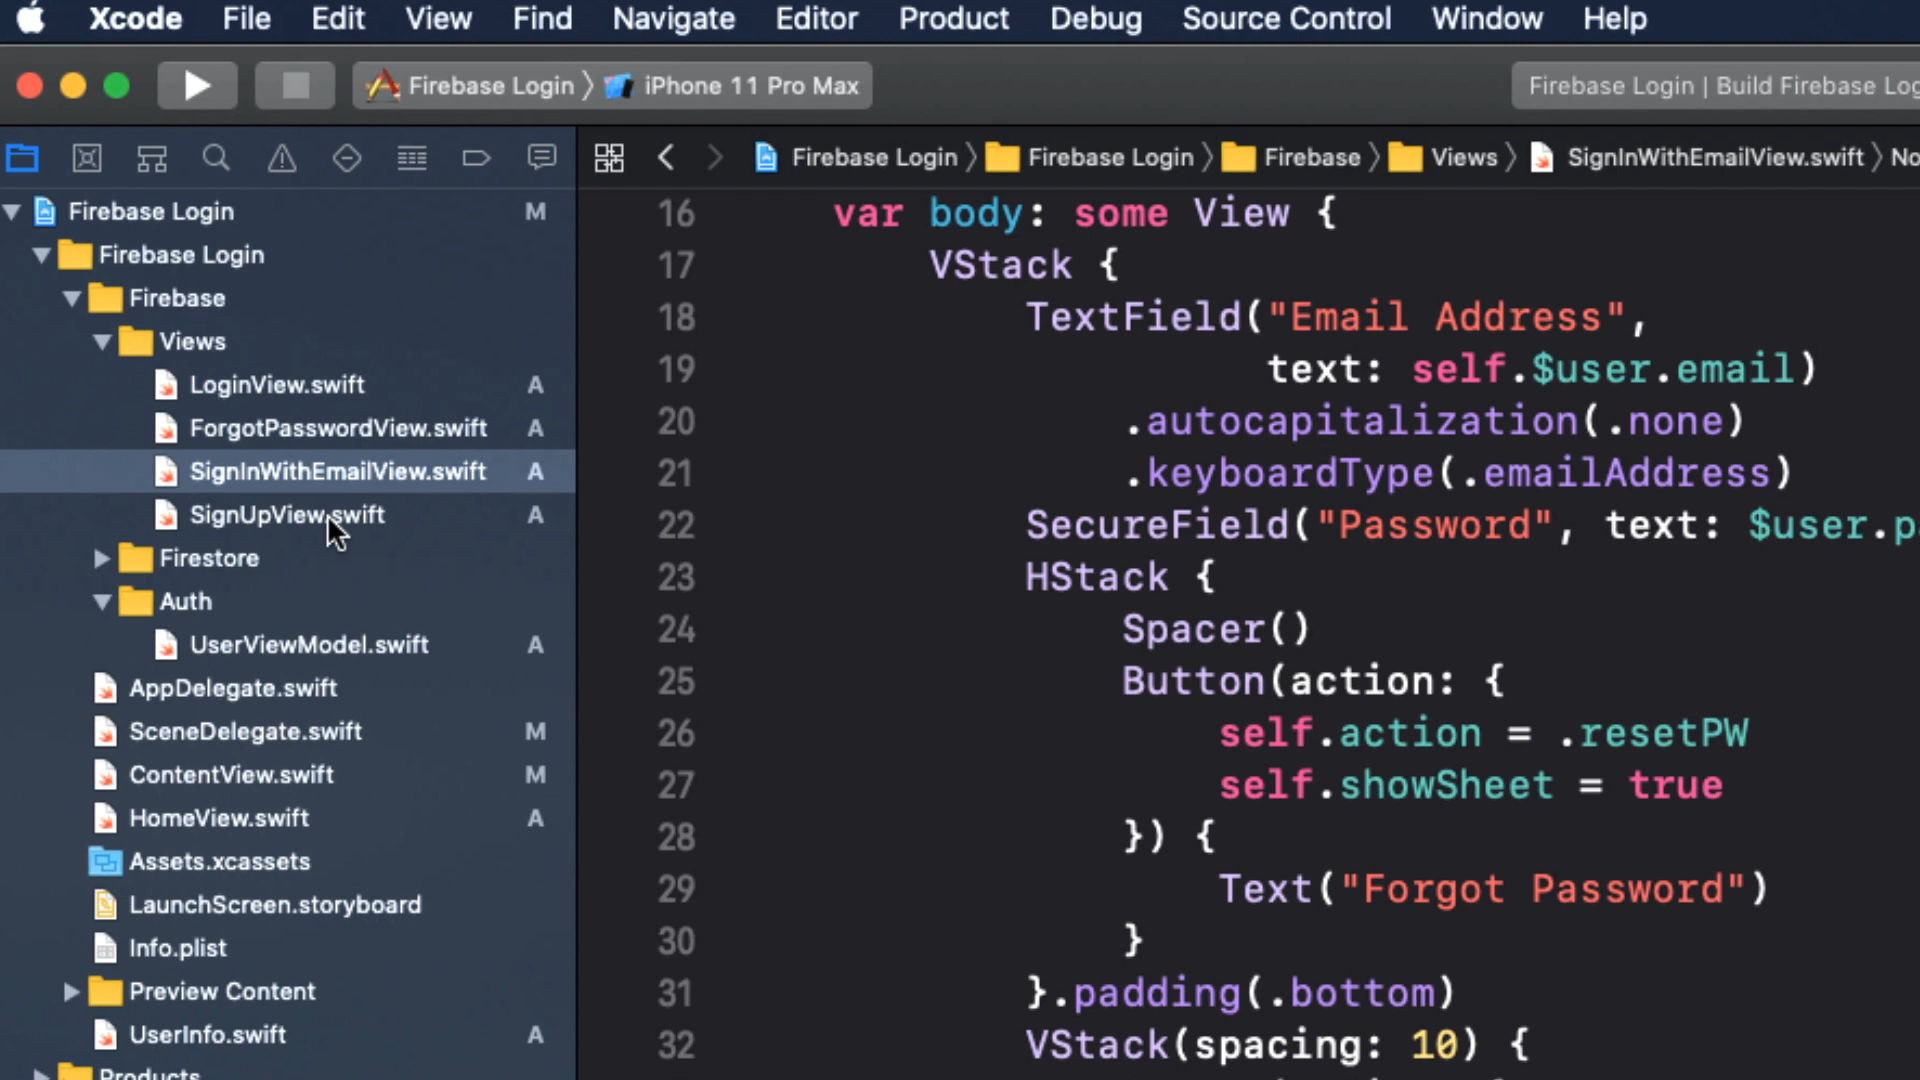 Xcode File Edit View Find Navigate Editor Product Debug Source Control Window Help
Firebase Login 〉 iPhone 11 Pro Max
Firebase Login | Build Firebase Log
Firebase Login 〉 Firebase Login 〉 Firebase 〉 Views 〉 SignInWithEmailView.swift 〉 No
Firebase Login M
Firebase Login
Firebase
Views
LoginView.swift A
ForgotPasswordView.swift A
SignInWithEmailView.swift A
SignUpView.swift A
Firestore
Auth
UserViewModel.swift A
AppDelegate.swift
SceneDelegate.swift M
ContentView.swift M
HomeView.swift A
Assets.xcassets
LaunchScreen.storyboard
Info.plist
Preview Content
UserInfo.swift A
Products
16 var body: some View {
17 VStack {
18 TextField("Email Address",
19 text: self.$user.email)
20 .autocapitalization(.none)
21 .keyboardType(.emailAddress)
22 SecureField("Password", text: $user.pa
23 HStack {
24 Spacer()
25 Button(action: {
26 self.action = .resetPW
27 self.showSheet = true
28 }) {
29 Text("Forgot Password")
30 }
31 }.padding(.bottom)
32 VStack(spacing: 10) {